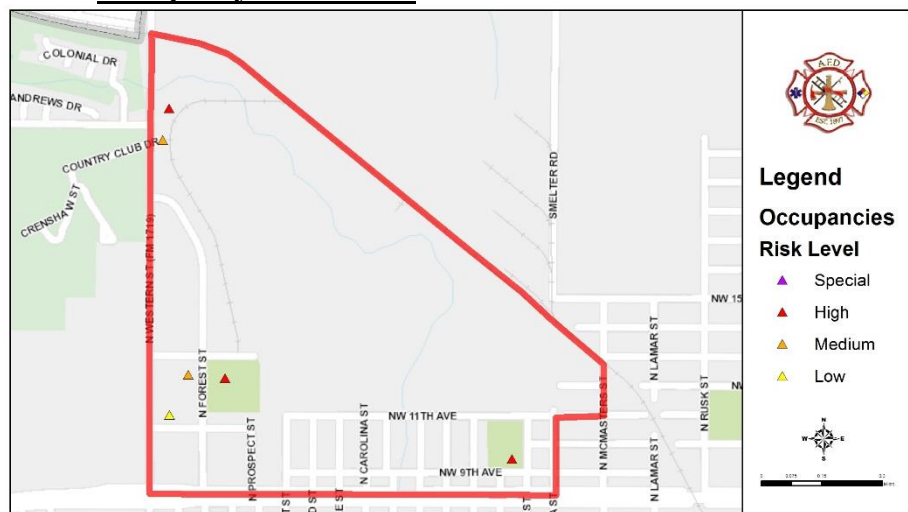 COLONIAL DR
ANDREWS DR
COUNTRY CLUB DR
CRENSHAW ST
N WESTERN ST (FM 1719)
N FOREST ST
N PROSPECT ST
N CAROLINA ST
NW 11TH AVE
NW 9TH AVE
SMELTER RD
NW 15
N MCMASTERS ST
N LAMAR ST
N RUSK ST
N LAMAR ST
A.F.D.
Legend
Occupancies
Risk Level
Special
High
Medium
Low
N
W
E
S